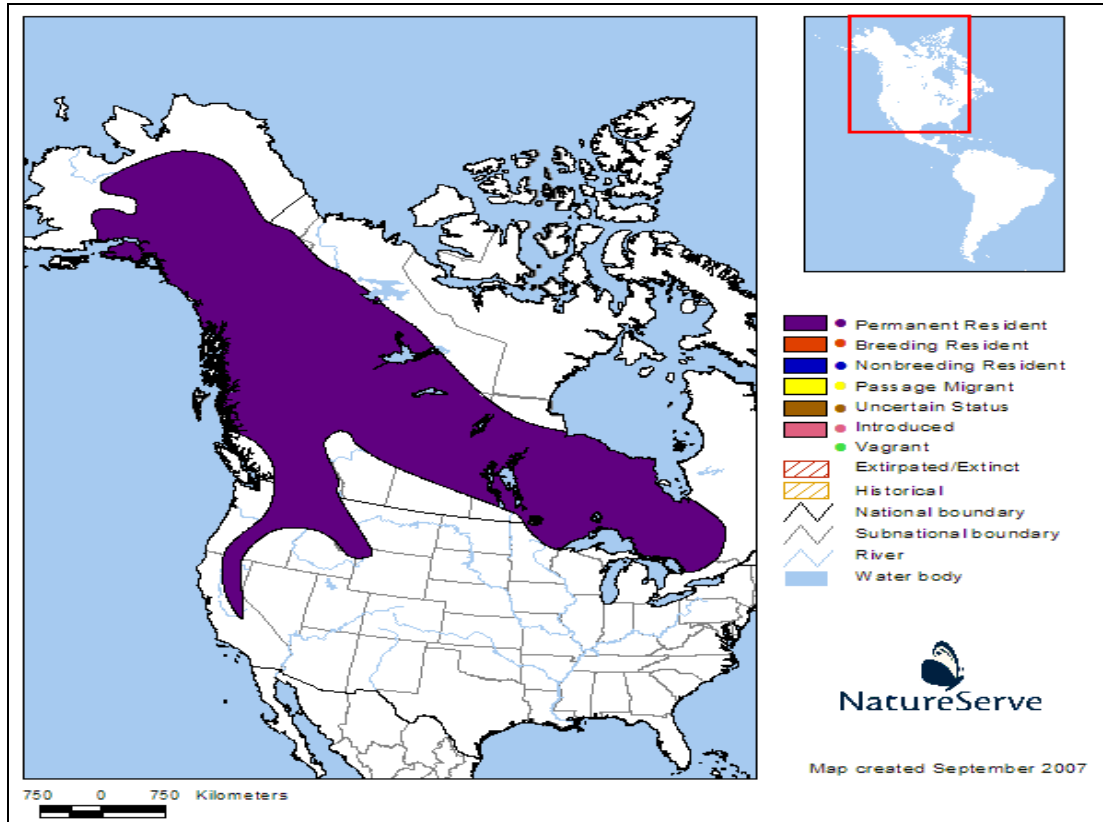 Permanent Resident
Breeding Resident
Nonbreeding Resident
Passage Migrant
Uncertain Status
Introduced
Vagrant
Extirpated/Extinct
Historical
National boundary
Subnational boundary
River
Water body
NatureServe
Map created September 2007
750 0 750 Kilometers